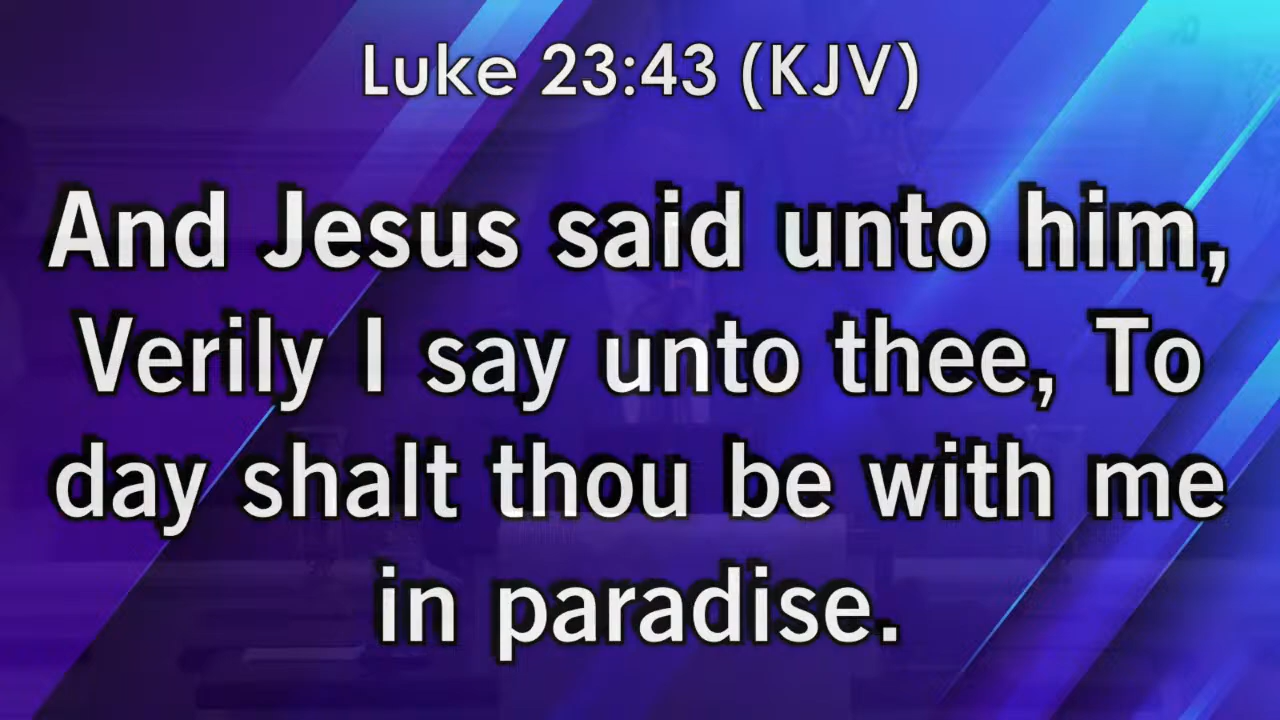 Luke 23:43 (KJV)
And Jesus said unto him,
Verily I say unto thee, To
day shalt thou be with me
in paradise.